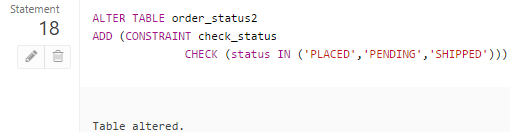 Statement
18
ALTER TABLE order_status2
ADD (CONSTRAINT check_status
CHECK (status IN ('PLACED','PENDING','SHIPPED')))
Table altered.